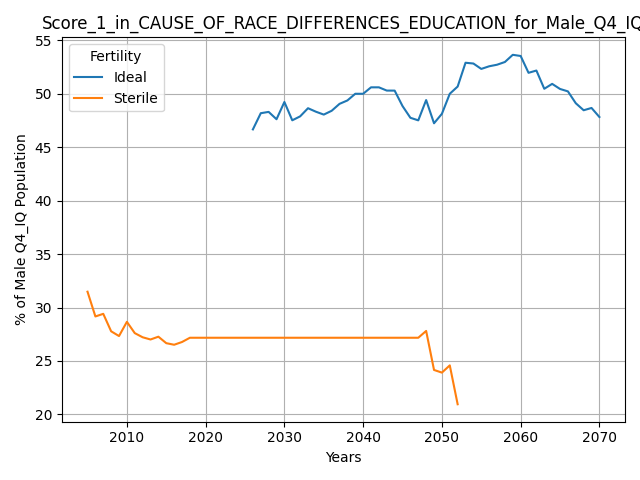 Score_1_in_CAUSE_OF_RACE_DIFFERENCES_EDUCATION_for_Male_Q4_IQ
Fertility
Ideal
Sterile
% of Male Q4_IQ Population
55
50
45
40
35
30
25
20
2010 2020 2030 2040 2050 2060 2070
Years